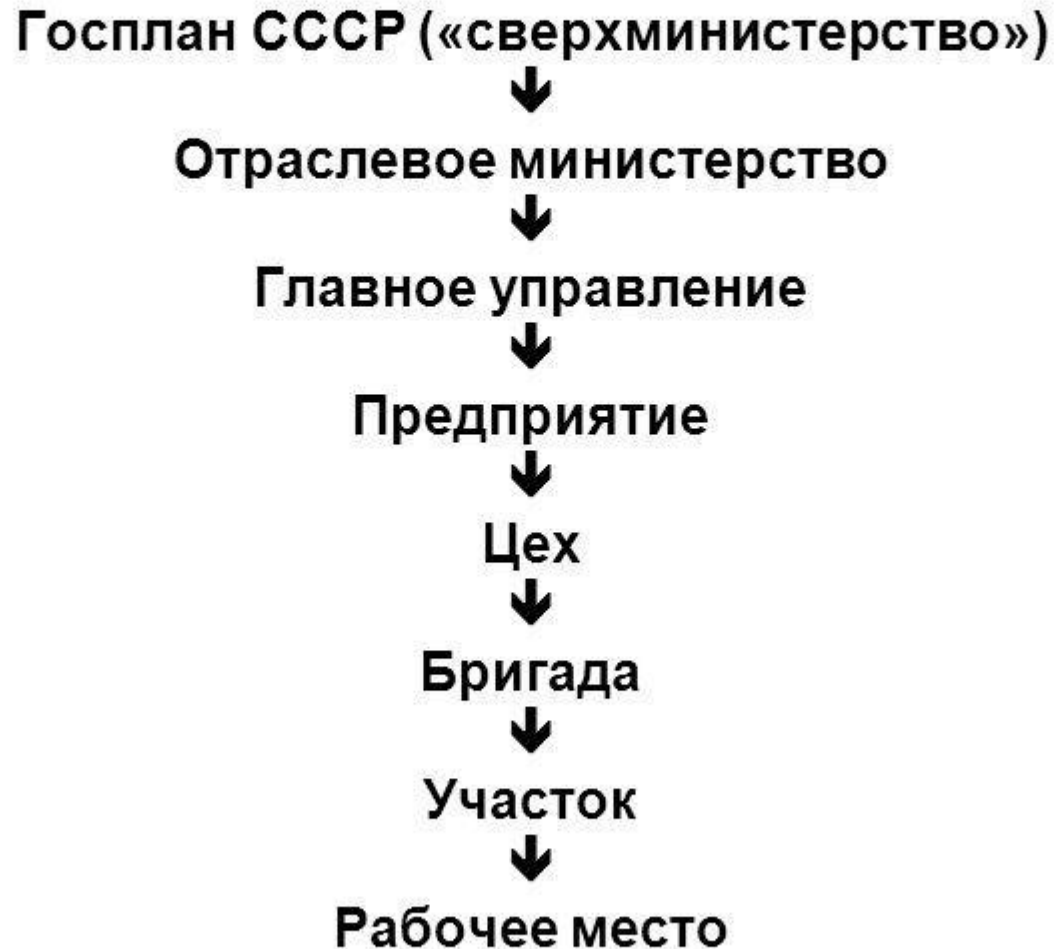 Госплан СССР («сверхминистерство»)
Отраслевое министерство
Главное управление
Предприятие
Цех
Бригада
Участок
Рабочее место